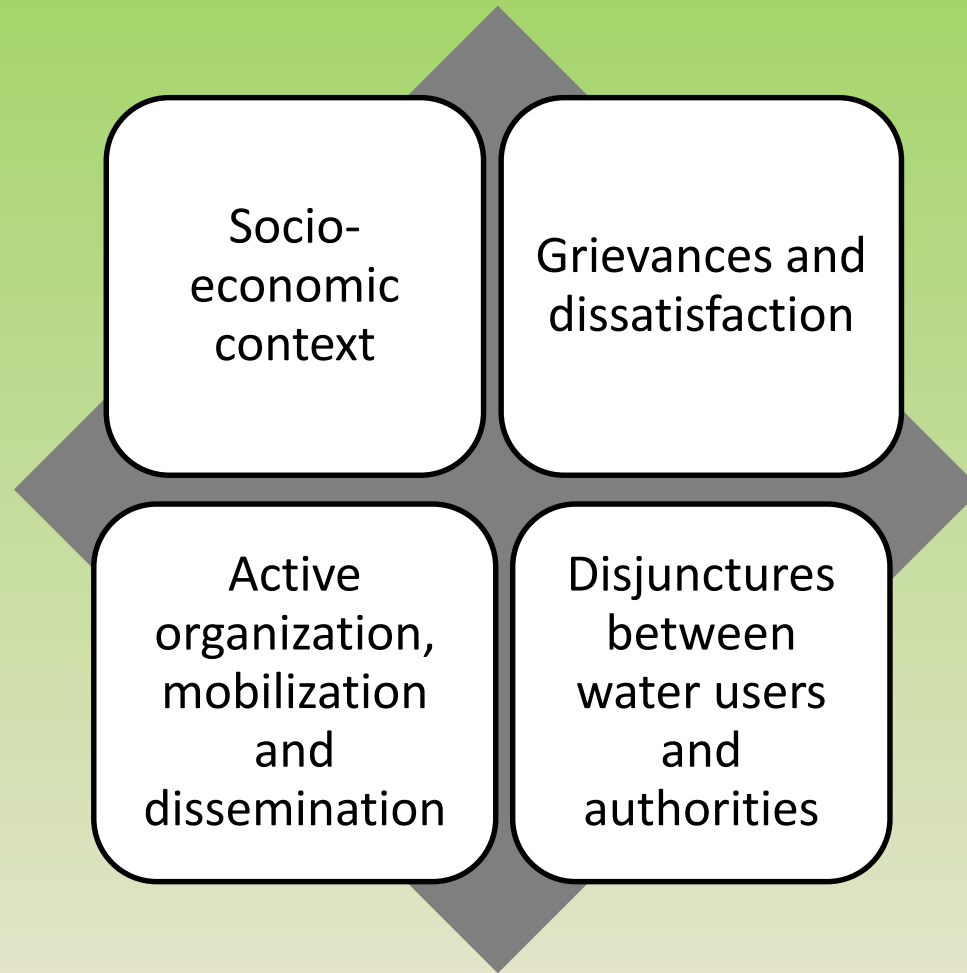 Socio-
economic
context
Grievances and
dissatisfaction
Active
organization,
mobilization
and
dissemination
Disjunctures
between
water users
and
authorities